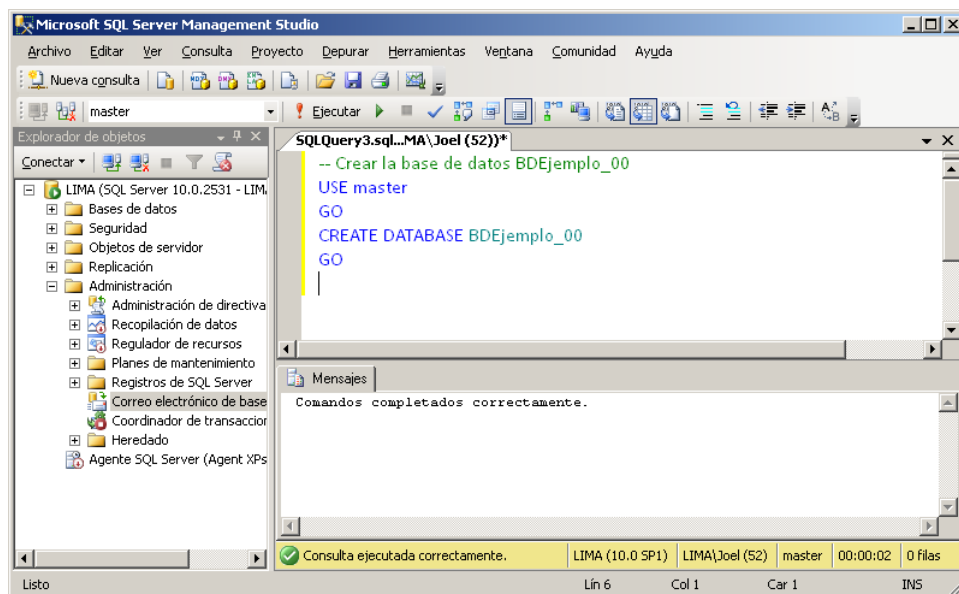 Microsoft SQL Server Management Studio
Archivo Editar Ver Consulta Proyecto Depurar Herramientas Ventana Comunidad Ayuda
Nueva consulta
master Ejecutar
Explorador de objetos
Conectar
LIMA (SQL Server 10.0.2531 - LIM
Bases de datos
Seguridad
Objetos de servidor
Replicación
Administración
Administración de directiva
Recopilación de datos
Regulador de recursos
Planes de mantenimiento
Registros de SQL Server
Correo electrónico de base
Coordinador de transaccion
Heredado
Agente SQL Server (Agent XPs
SQLQuery3.sql...MA\Joel (52))*
-- Crear la base de datos BDEjemplo_00
USE master
GO
CREATE DATABASE BDEjemplo_00
GO
Mensajes
Comandos completados correctamente.
Consulta ejecutada correctamente. LIMA (10.0 SP1) LIMA\Joel (52) master 00:00:02 0 filas
Listo Lín 6 Col 1 Car 1 INS